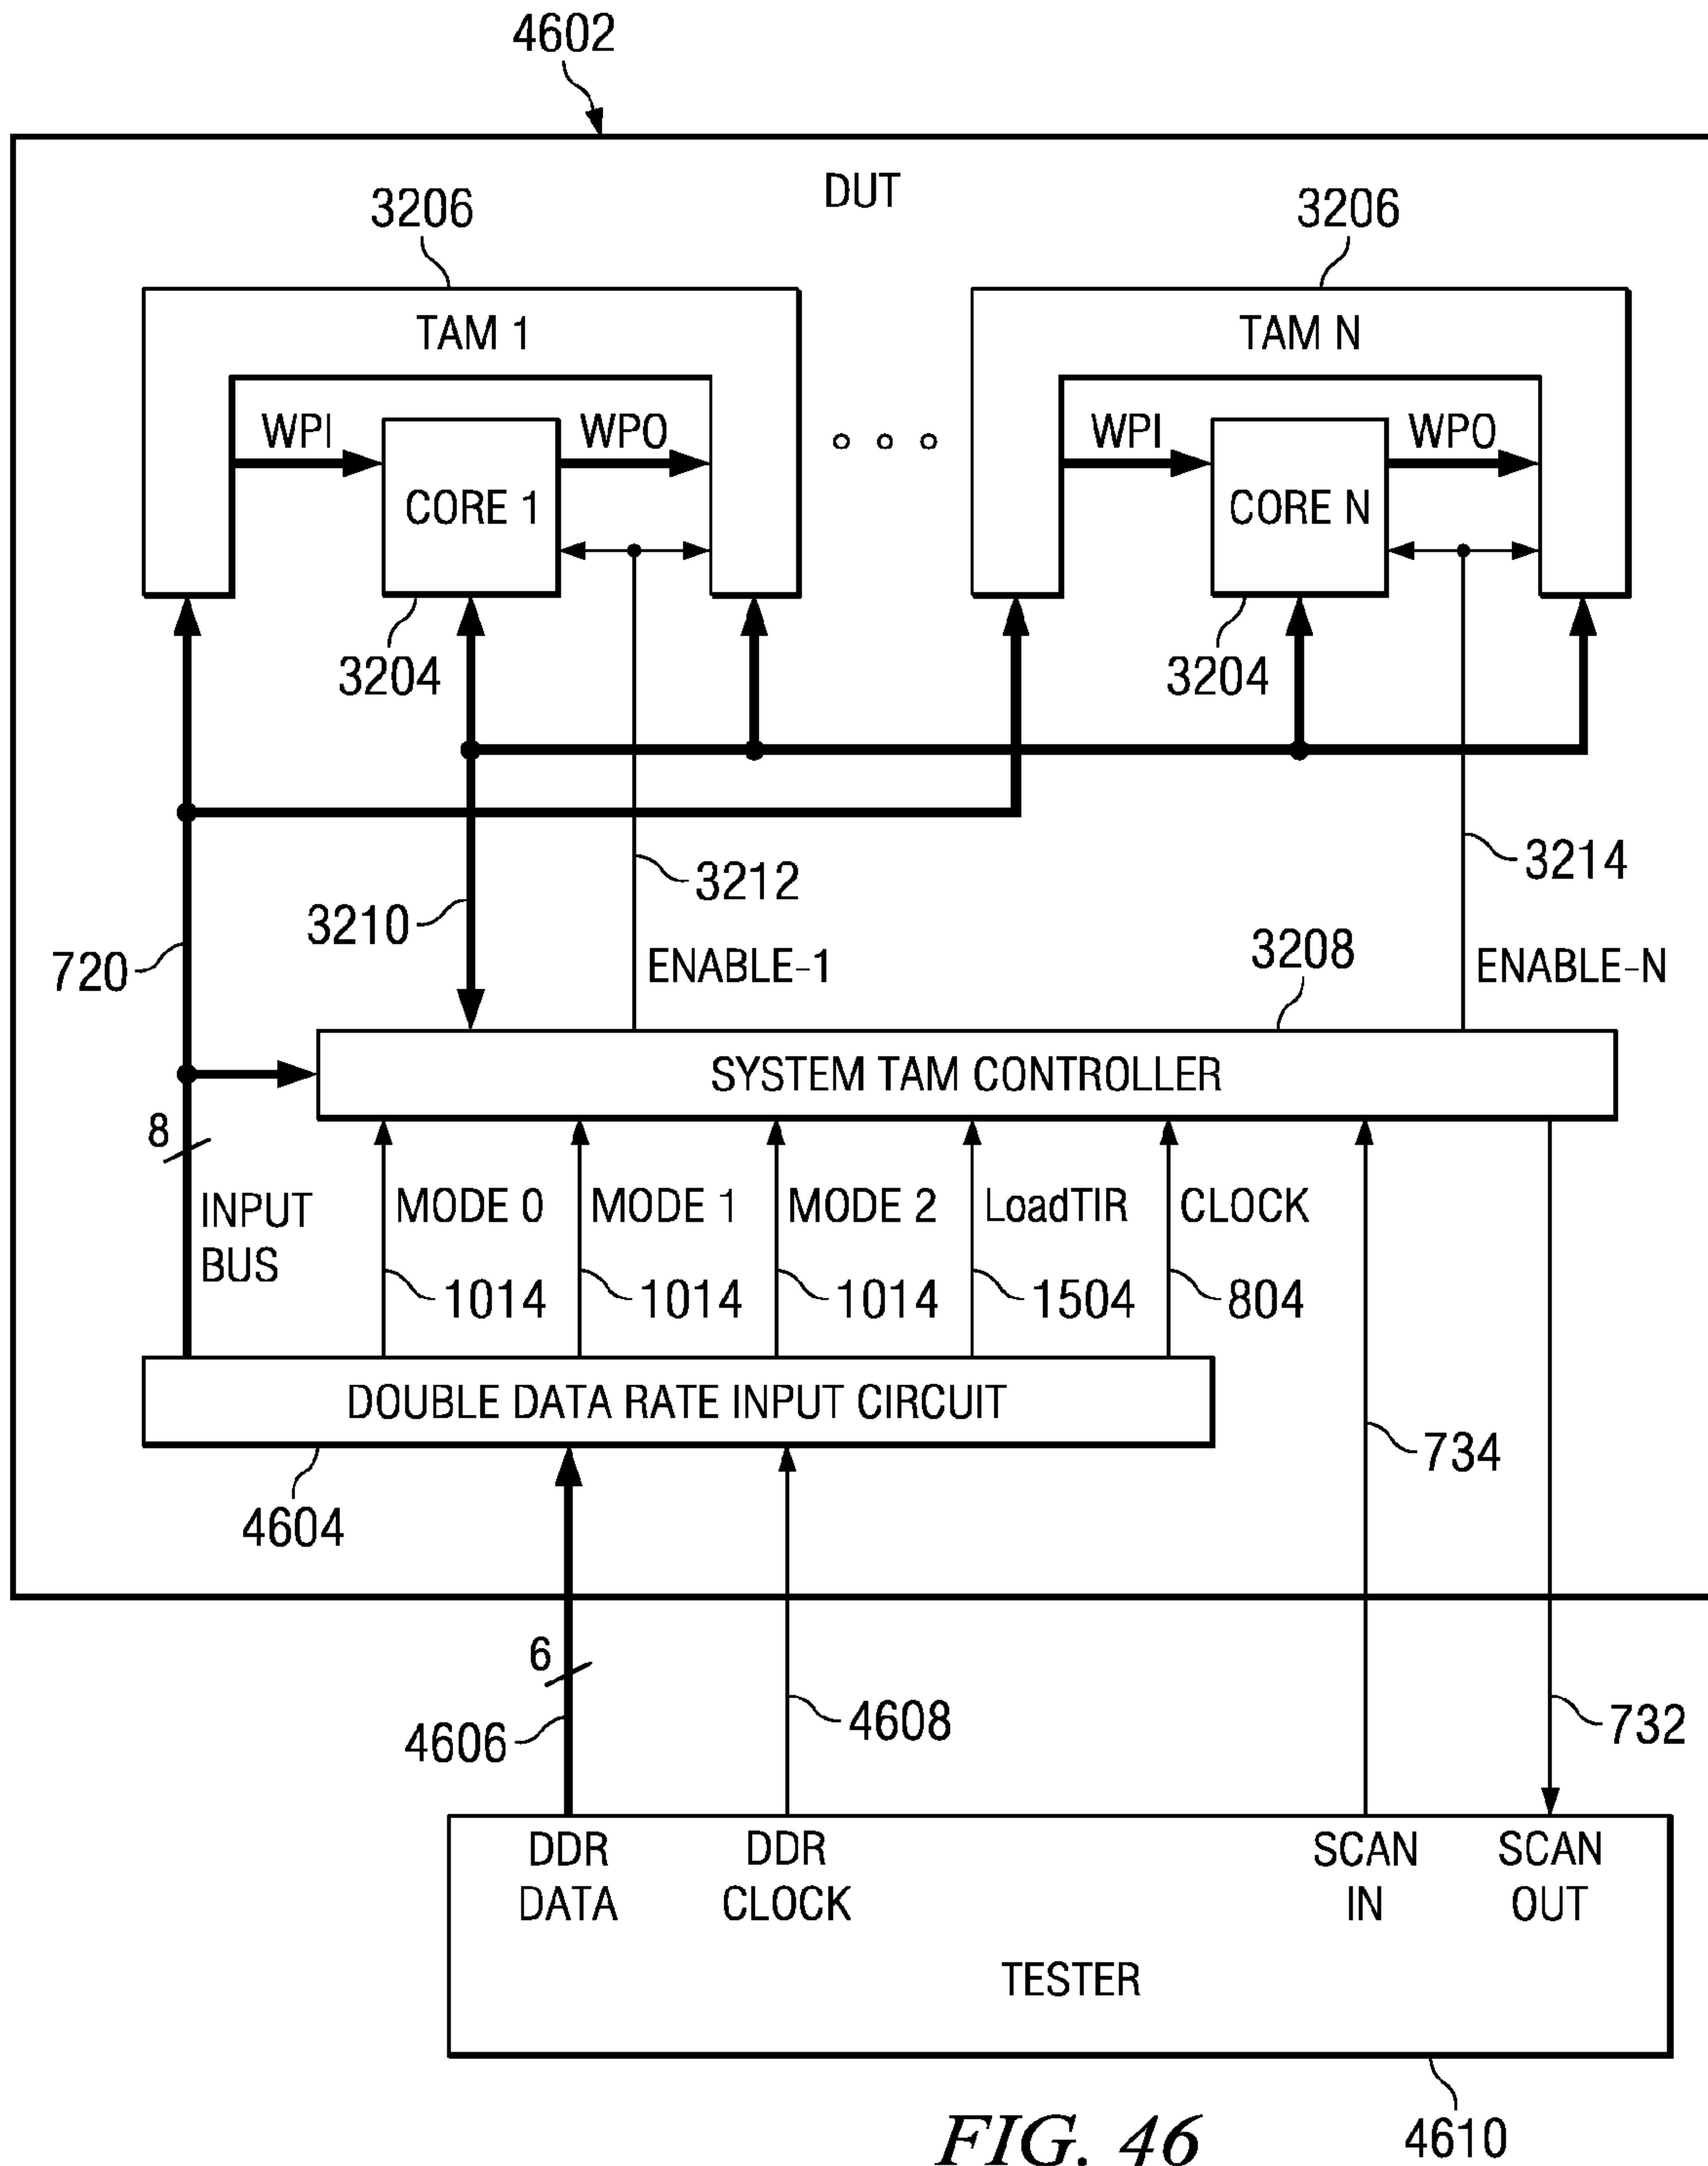 4602
DUT
3206
3206
TAM 1
TAM N
WPI
WPO
WPI
WPO
CORE 1
CORE N
3204
3204
3212
3214
3210
720
ENABLE-1
3208
ENABLE-N
SYSTEM TAM CONTROLLER
8
INPUT
BUS
MODE 0
MODE 1
MODE 2
LoadTIR
CLOCK
1014
1014
1014
1504
804
DOUBLE DATA RATE INPUT CIRCUIT
734
4604
6
4606
4608
732
DDR
DATA
DDR
CLOCK
SCAN
IN
SCAN
OUT
TESTER
4610
FIG. 46